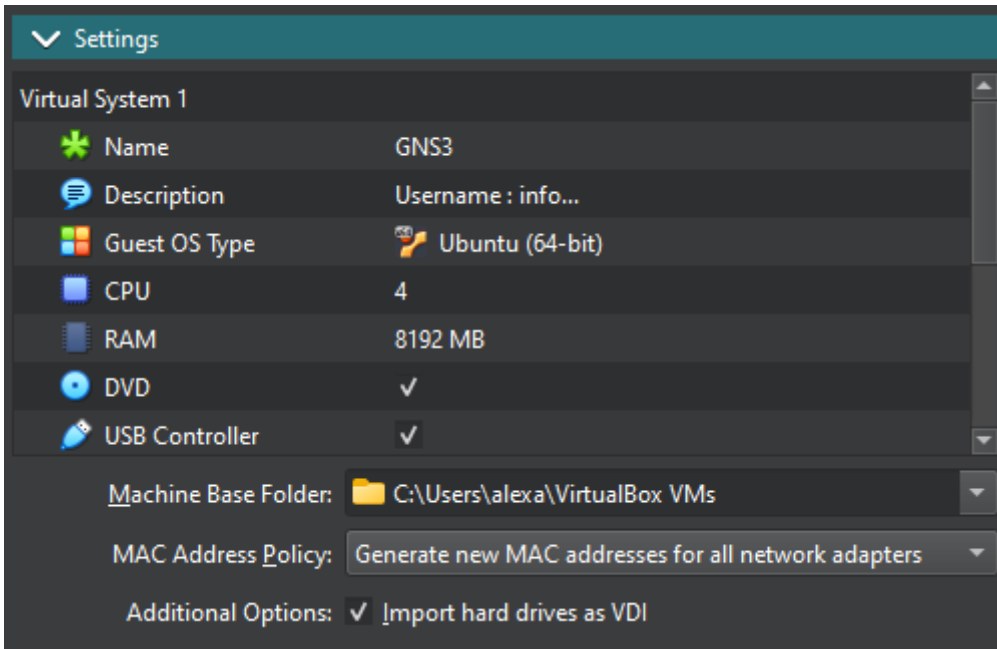 Settings
Virtual System 1
Name GNS3
Description Username : info...
Guest OS Type Ubuntu (64-bit)
CPU 4
RAM 8192 MB
DVD
USB Controller
Machine Base Folder: C:\Users\alexa\VirtualBox VMs
MAC Address Policy: Generate new MAC addresses for all network adapters
Additional Options: Import hard drives as VDI